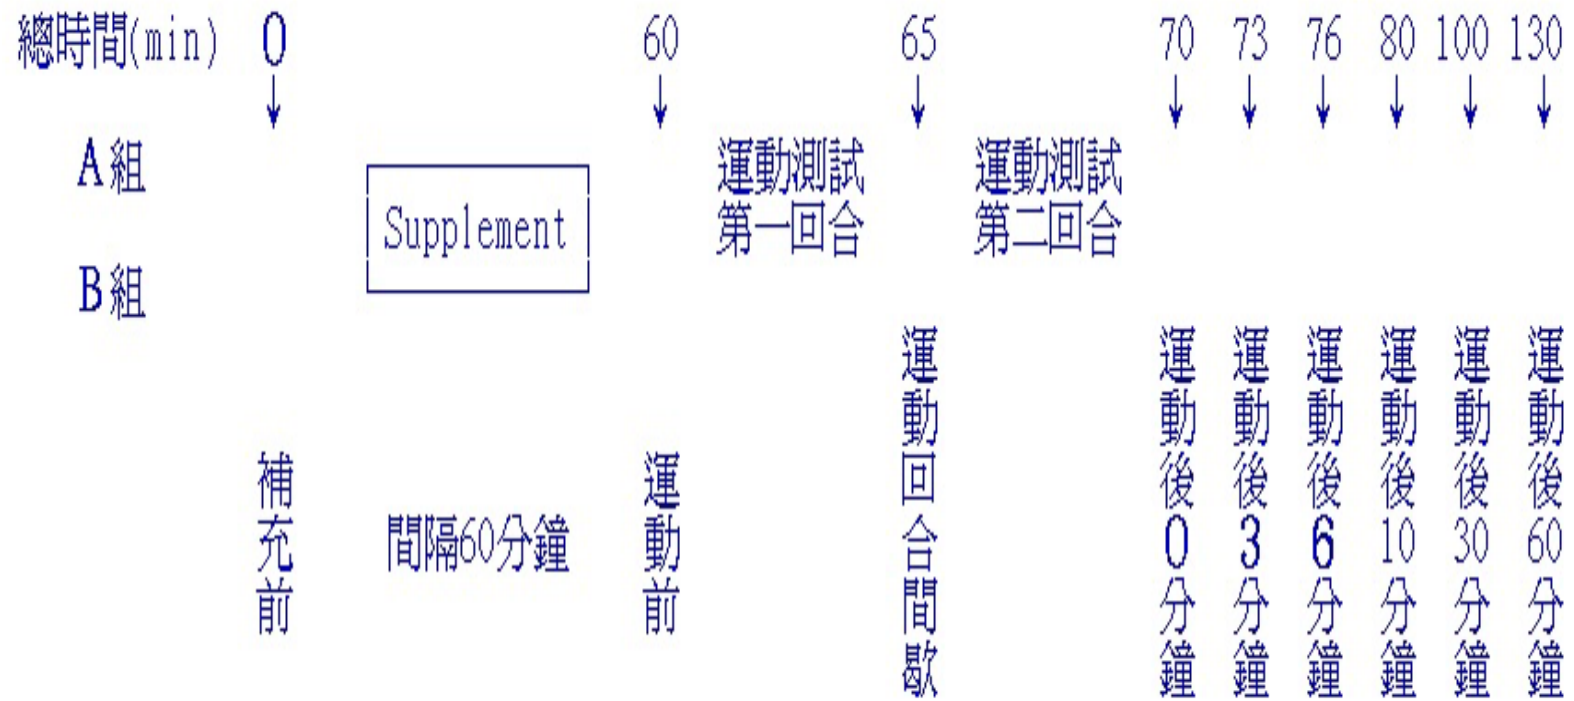 總時間(min) 0 60 65 70 73 76 80 100 130
A組
B組
Supplement
運動測試
第一回合
運動測試
第二回合
補充前
間隔60分鐘
運動前
運動回合間歇
運動後0分鐘
運動後3分鐘
運動後6分鐘
運動後10分鐘
運動後30分鐘
運動後60分鐘